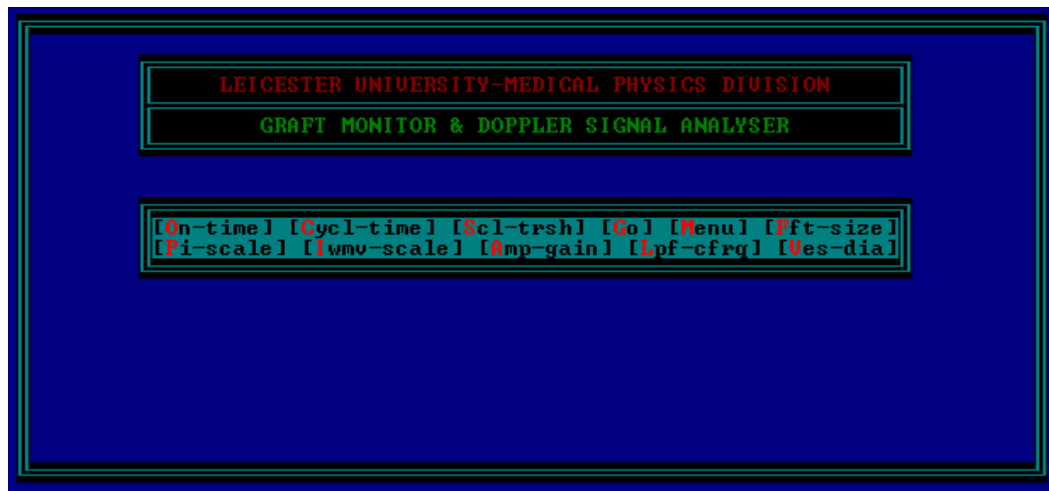 LEICESTER UNIVERSITY-MEDICAL PHYSICS DIVISION
GRAFT MONITOR & DOPPLER SIGNAL ANALYSER
[On-time] [Cycl-time] [Scl-trsh] [Go] [Menu] [Fft-size]
[Pi-scale] [Iwmv-scale] [Amp-gain] [Lpf-cfrq] [Ves-dia]